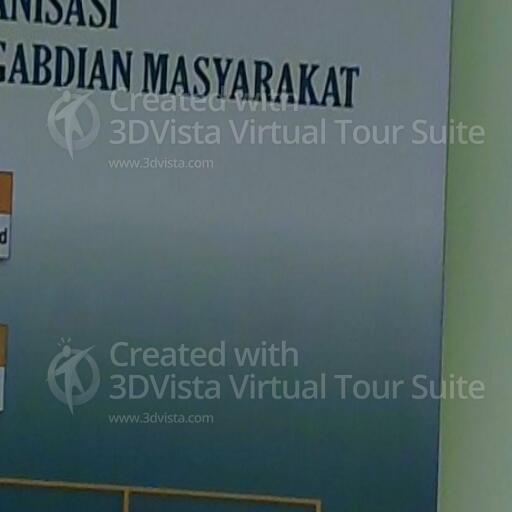 ANISASI
GABDIAN MASYARAKAT
Created with
3DVista Virtual Tour Suite
www.3dvista.com
d
Created with
3DVista Virtual Tour Suite
www.3dvista.com